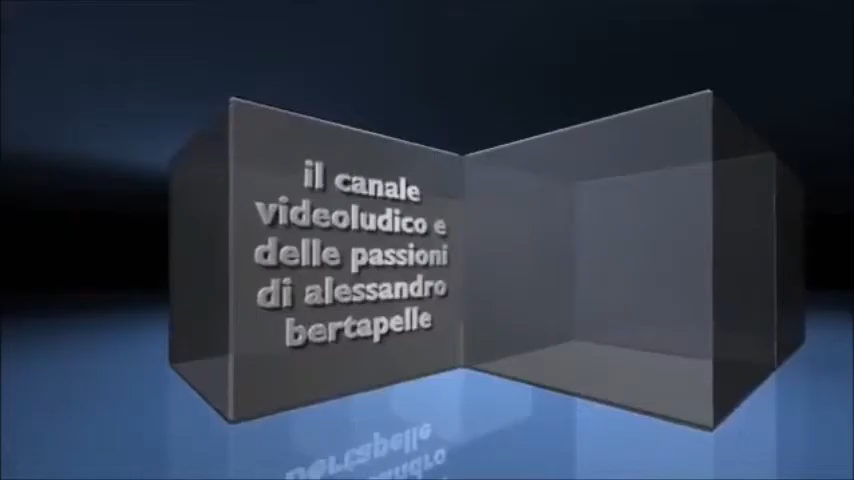 il canale
videoludico e
delle passioni
di alessandro
bertapelle